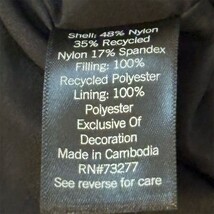 Shell: 48% Nylon
35% Recycled
Nylon 17% Spandex
Filling: 100%
Recycled Polyester
Lining: 100%
Polyester
Exclusive Of
Decoration
Made in Cambodia
RN#73277
See reverse for care